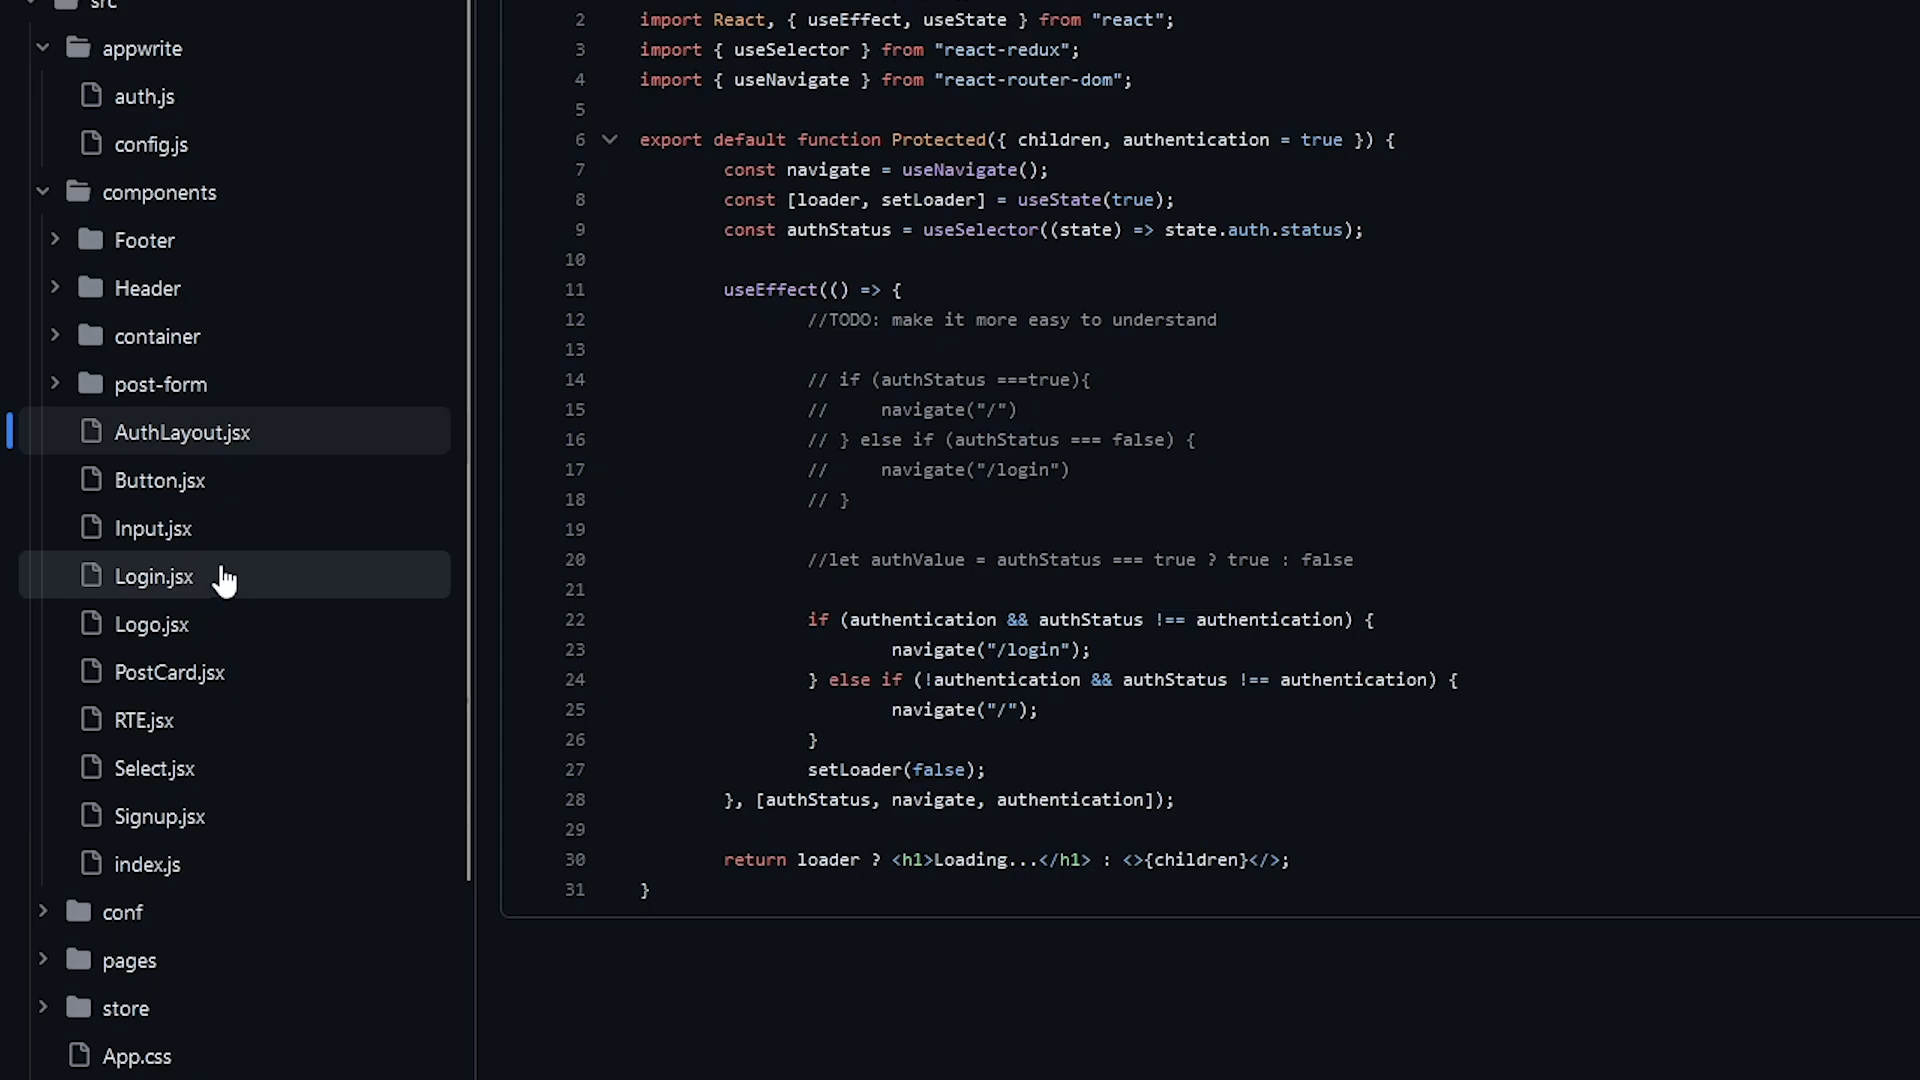 src
appwrite
auth.js
config.js
components
Footer
Header
container
post-form
AuthLayout.jsx
Button.jsx
Input.jsx
Login.jsx
Logo.jsx
PostCard.jsx
RTE.jsx
Select.jsx
Signup.jsx
index.js
conf
pages
store
App.css
2 import React, { useEffect, useState } from "react";
3 import { useSelector } from "react-redux";
4 import { useNavigate } from "react-router-dom";
5
6 export default function Protected({ children, authentication = true }) {
7 const navigate = useNavigate();
8 const [loader, setLoader] = useState(true);
9 const authStatus = useSelector((state) => state.auth.status);
10
11 useEffect(() => {
12 //TODO: make it more easy to understand
13
14 // if (authStatus ===true){
15 //     navigate("/")
16 // } else if (authStatus === false) {
17 //     navigate("/login")
18 // }
19
20 //let authValue = authStatus === true ? true : false
21
22 if (authentication && authStatus !== authentication) {
23 navigate("/login");
24 } else if (!authentication && authStatus !== authentication) {
25 navigate("/");
26 }
27 setLoader(false);
28 }, [authStatus, navigate, authentication]);
29
30 return loader ? <h1>Loading...</h1> : <>{children}</>;
31 }